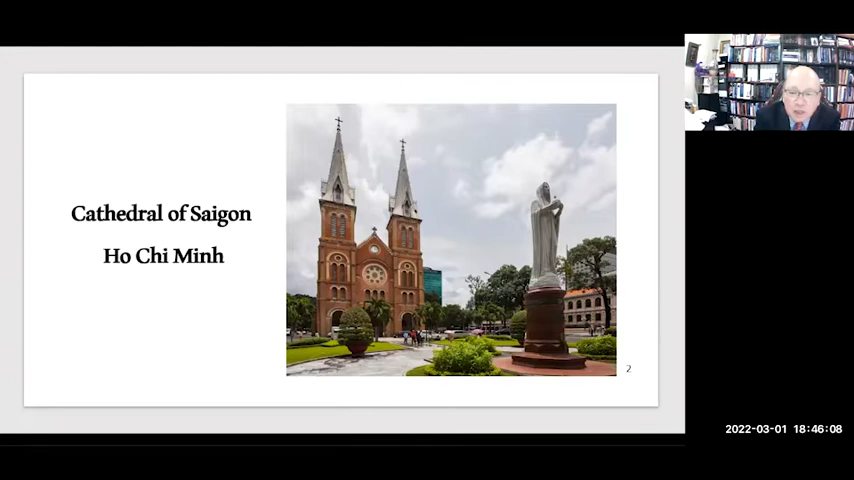 Cathedral of Saigon
Ho Chi Minh
2
2022-03-01 18:46:08